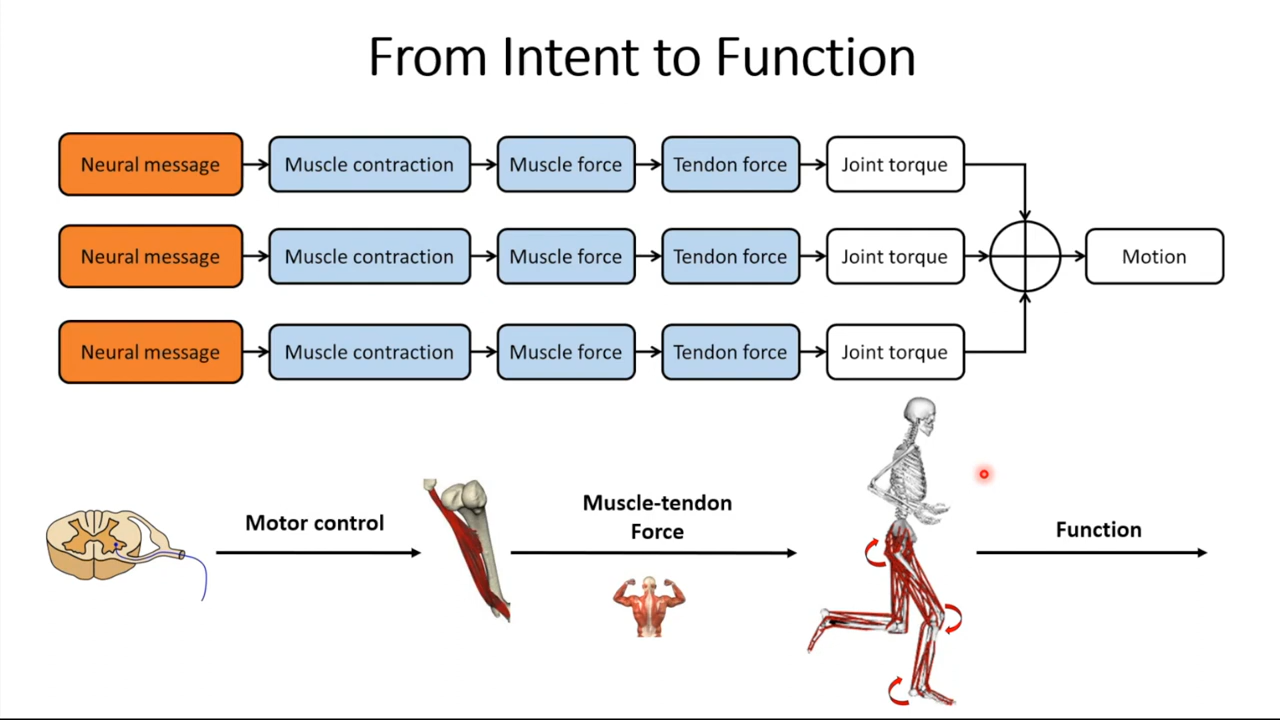 From Intent to Function
Neural message
Muscle contraction
Muscle force
Tendon force
Joint torque
Neural message
Muscle contraction
Muscle force
Tendon force
Joint torque
Motion
Neural message
Muscle contraction
Muscle force
Tendon force
Joint torque
Motor control
Muscle-tendon
Force
Function